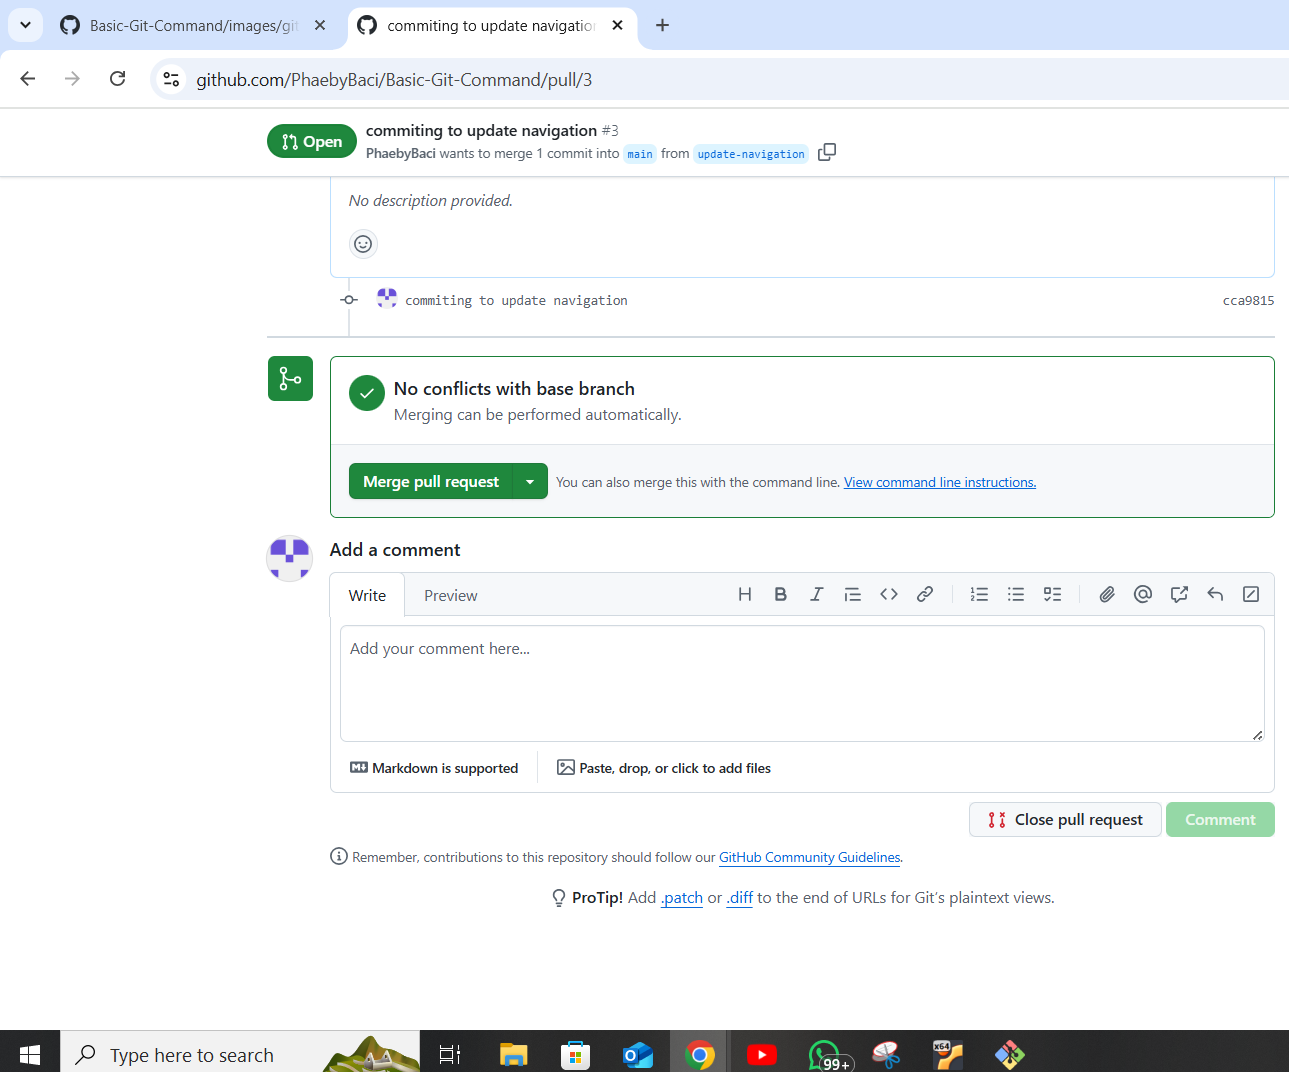 Basic-Git-Command/images/git
commiting to update navigation
github.com/PhaebyBaci/Basic-Git-Command/pull/3
Open
commiting to update navigation #3
PhaebyBaci wants to merge 1 commit into main from update-navigation
No description provided.
commiting to update navigation cca9815
No conflicts with base branch
Merging can be performed automatically.
Merge pull request
You can also merge this with the command line. View command line instructions.
Add a comment
Write Preview
Add your comment here...
Markdown is supported
Paste, drop, or click to add files
Close pull request
Comment
Remember, contributions to this repository should follow our GitHub Community Guidelines.
ProTip! Add .patch or .diff to the end of URLs for Git's plaintext views.
Type here to search
99+
x64